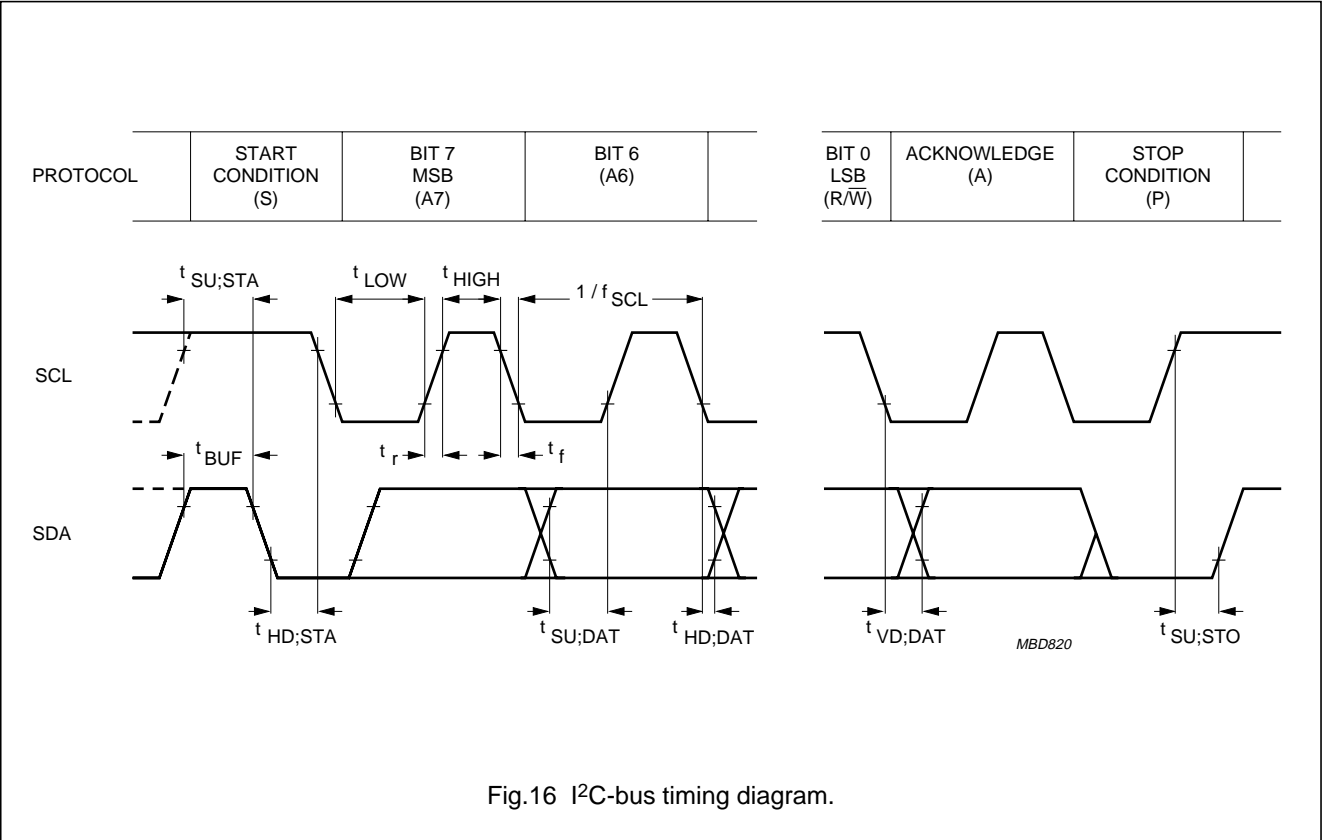 PROTOCOL
START
CONDITION
(S)
BIT 7
MSB
(A7)
BIT 6
(A6)
BIT 0
LSB
(R/W̅)
ACKNOWLEDGE
(A)
STOP
CONDITION
(P)
t SU;STA
t LOW
t HIGH
1 / f SCL
SCL
t BUF
t r
t f
SDA
t HD;STA
t SU;DAT
t HD;DAT
t VD;DAT
MBD820
t SU;STO
Fig.16 I²C-bus timing diagram.